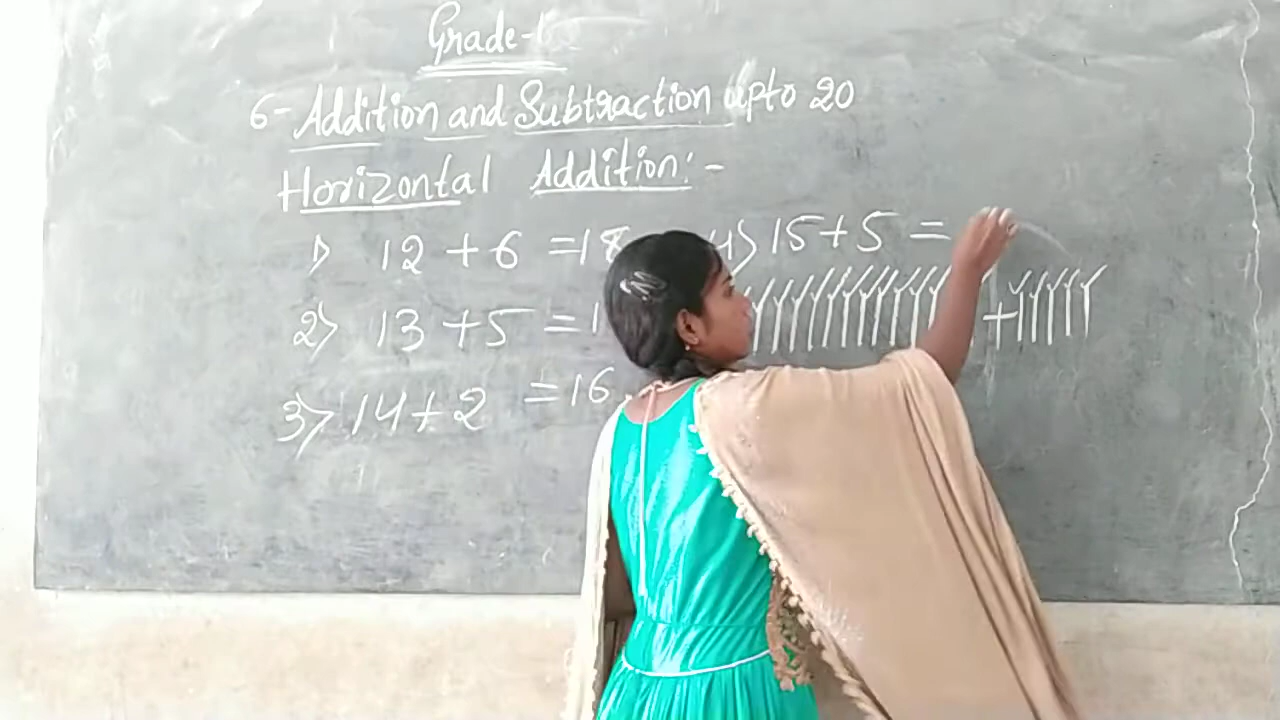 Grade-1
6-Addition and Subtraction upto 20
Horizontal Addition:-
1) 12 + 6 = 18
2) 13 + 5 = 1
3) 14 + 2 = 16.
4) 15 + 5 =
+